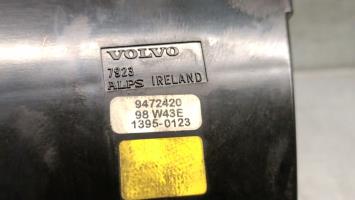 VOLVO
7923
ALPS IRELAND
9472420
98 W43E
1395-0123